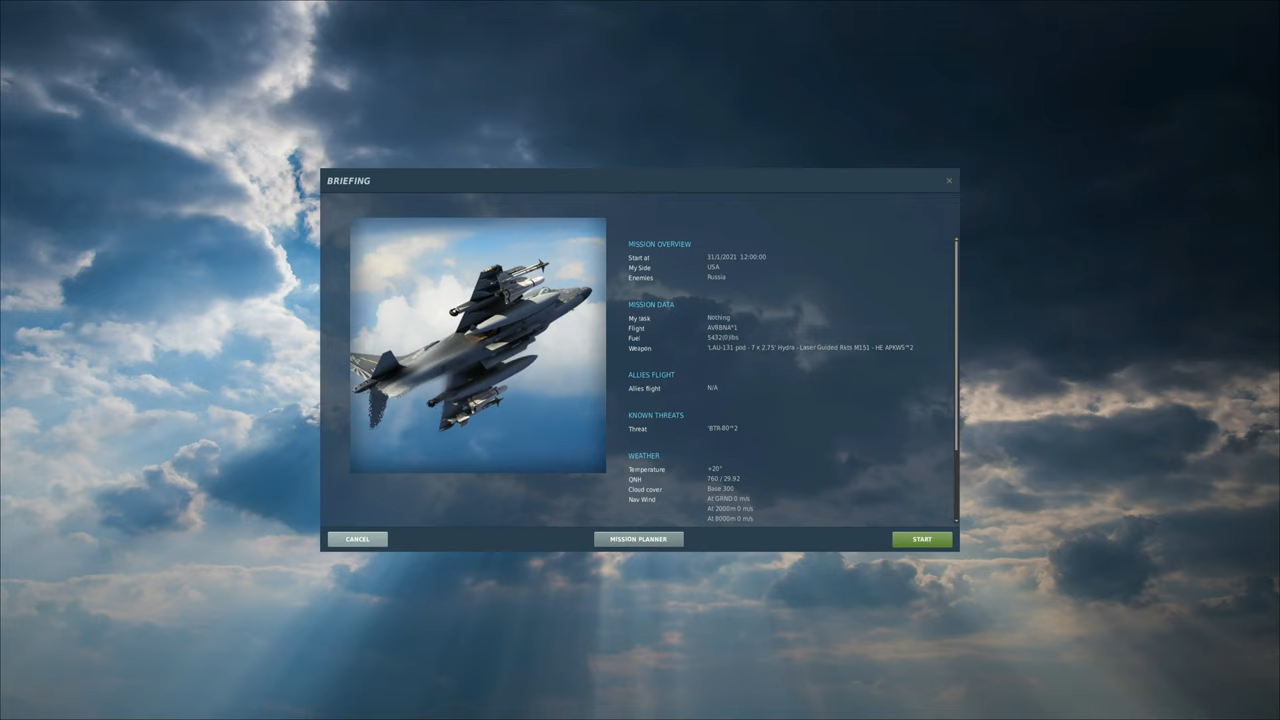 BRIEFING
MISSION OVERVIEW
Start at 31/1/2021 12:00:00
My Side USA
Enemies Russia
MISSION DATA
My task Nothing
Flight AV8BNA*1
Fuel 5432(0)lbs
Weapon 'LAU-131 pod - 7 x 2.75' Hydra - Laser Guided Rkts M151 - HE APKWS'*2
ALLIES FLIGHT
Allies flight N/A
KNOWN THREATS
Threat 'BTR-80'*2
WEATHER
Temperature +20°
QNH 760 / 29.92
Cloud cover Base 300
Nav Wind At GRND 0 m/s
At 2000m 0 m/s
At 8000m 0 m/s
CANCEL MISSION PLANNER START